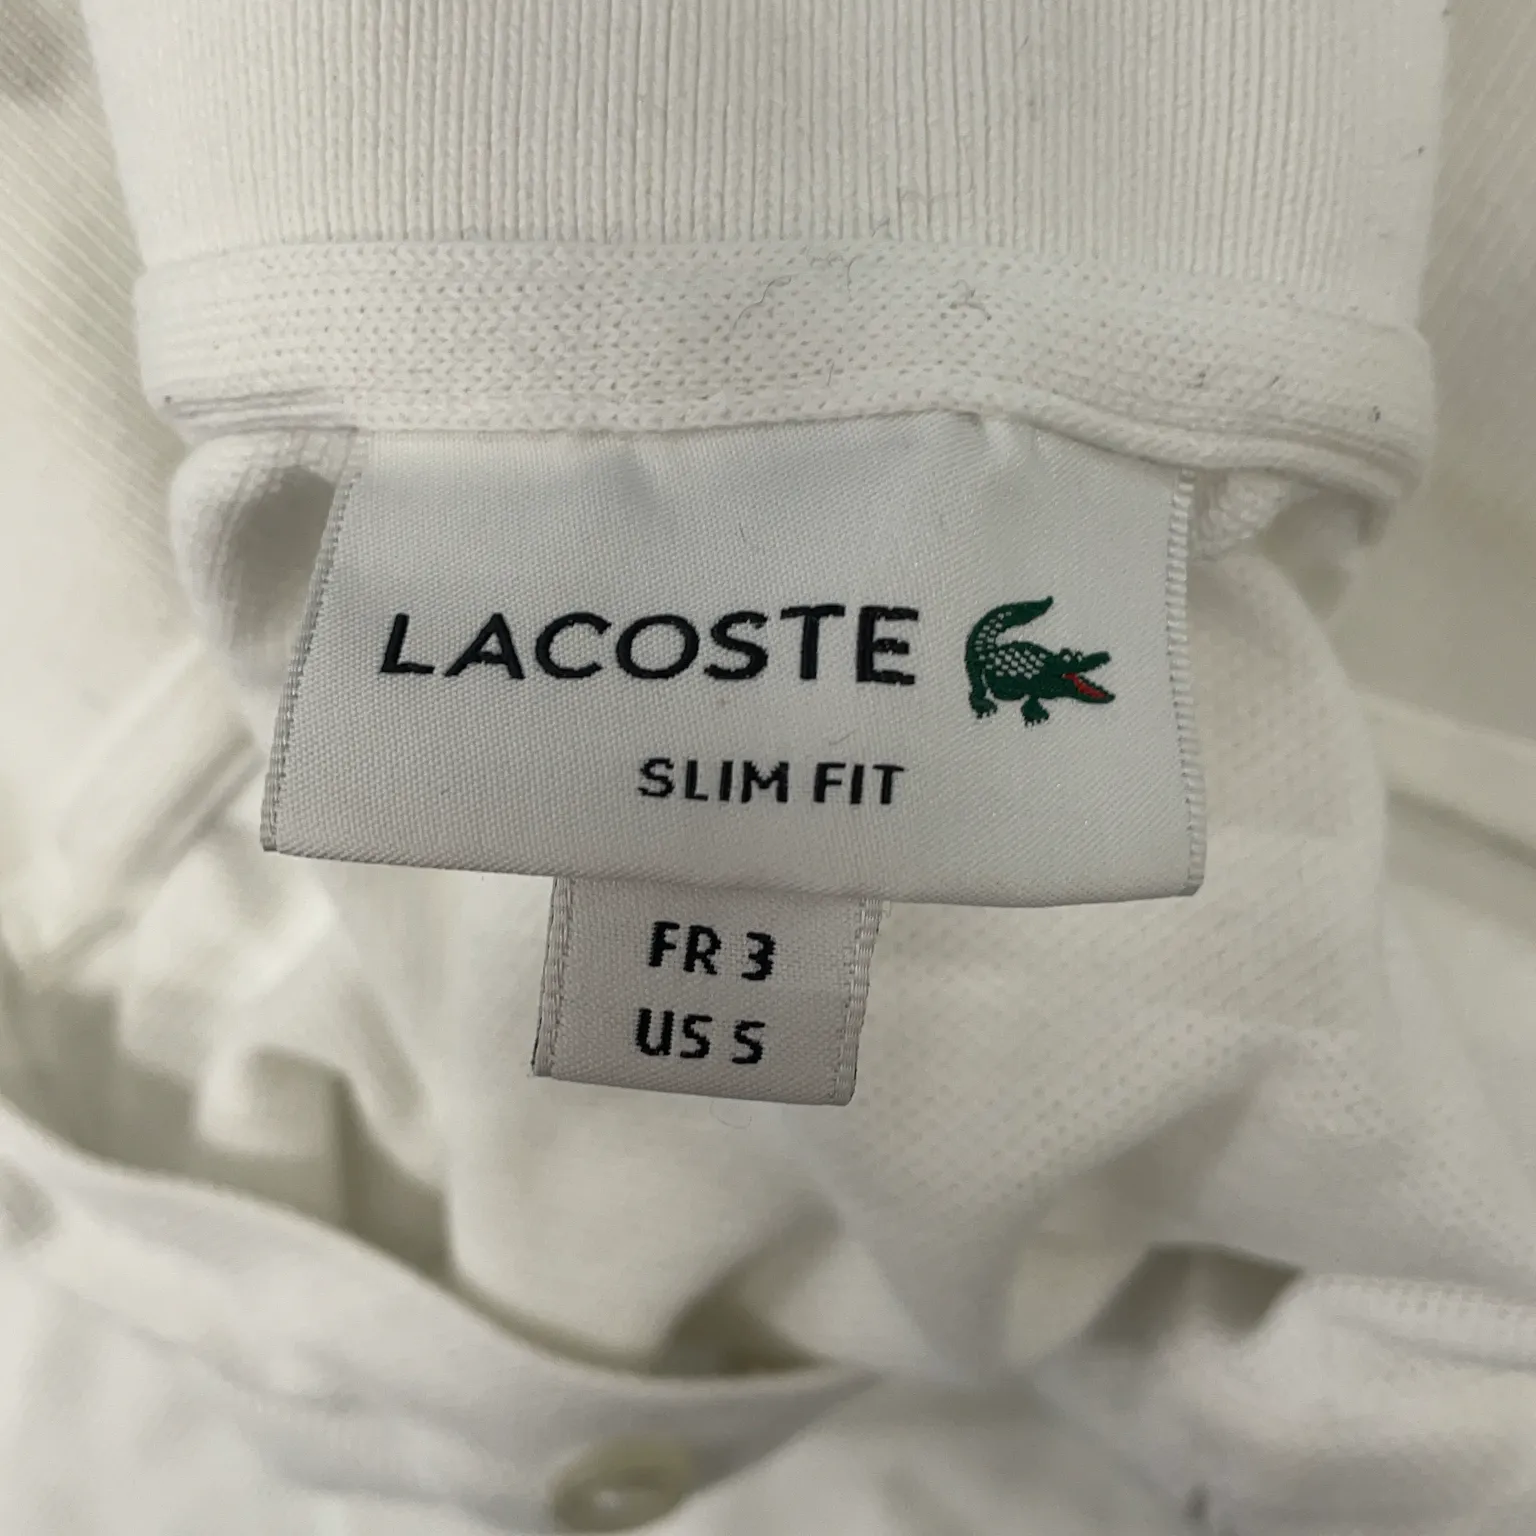 LACOSTE
SLIM FIT
FR 3
US S